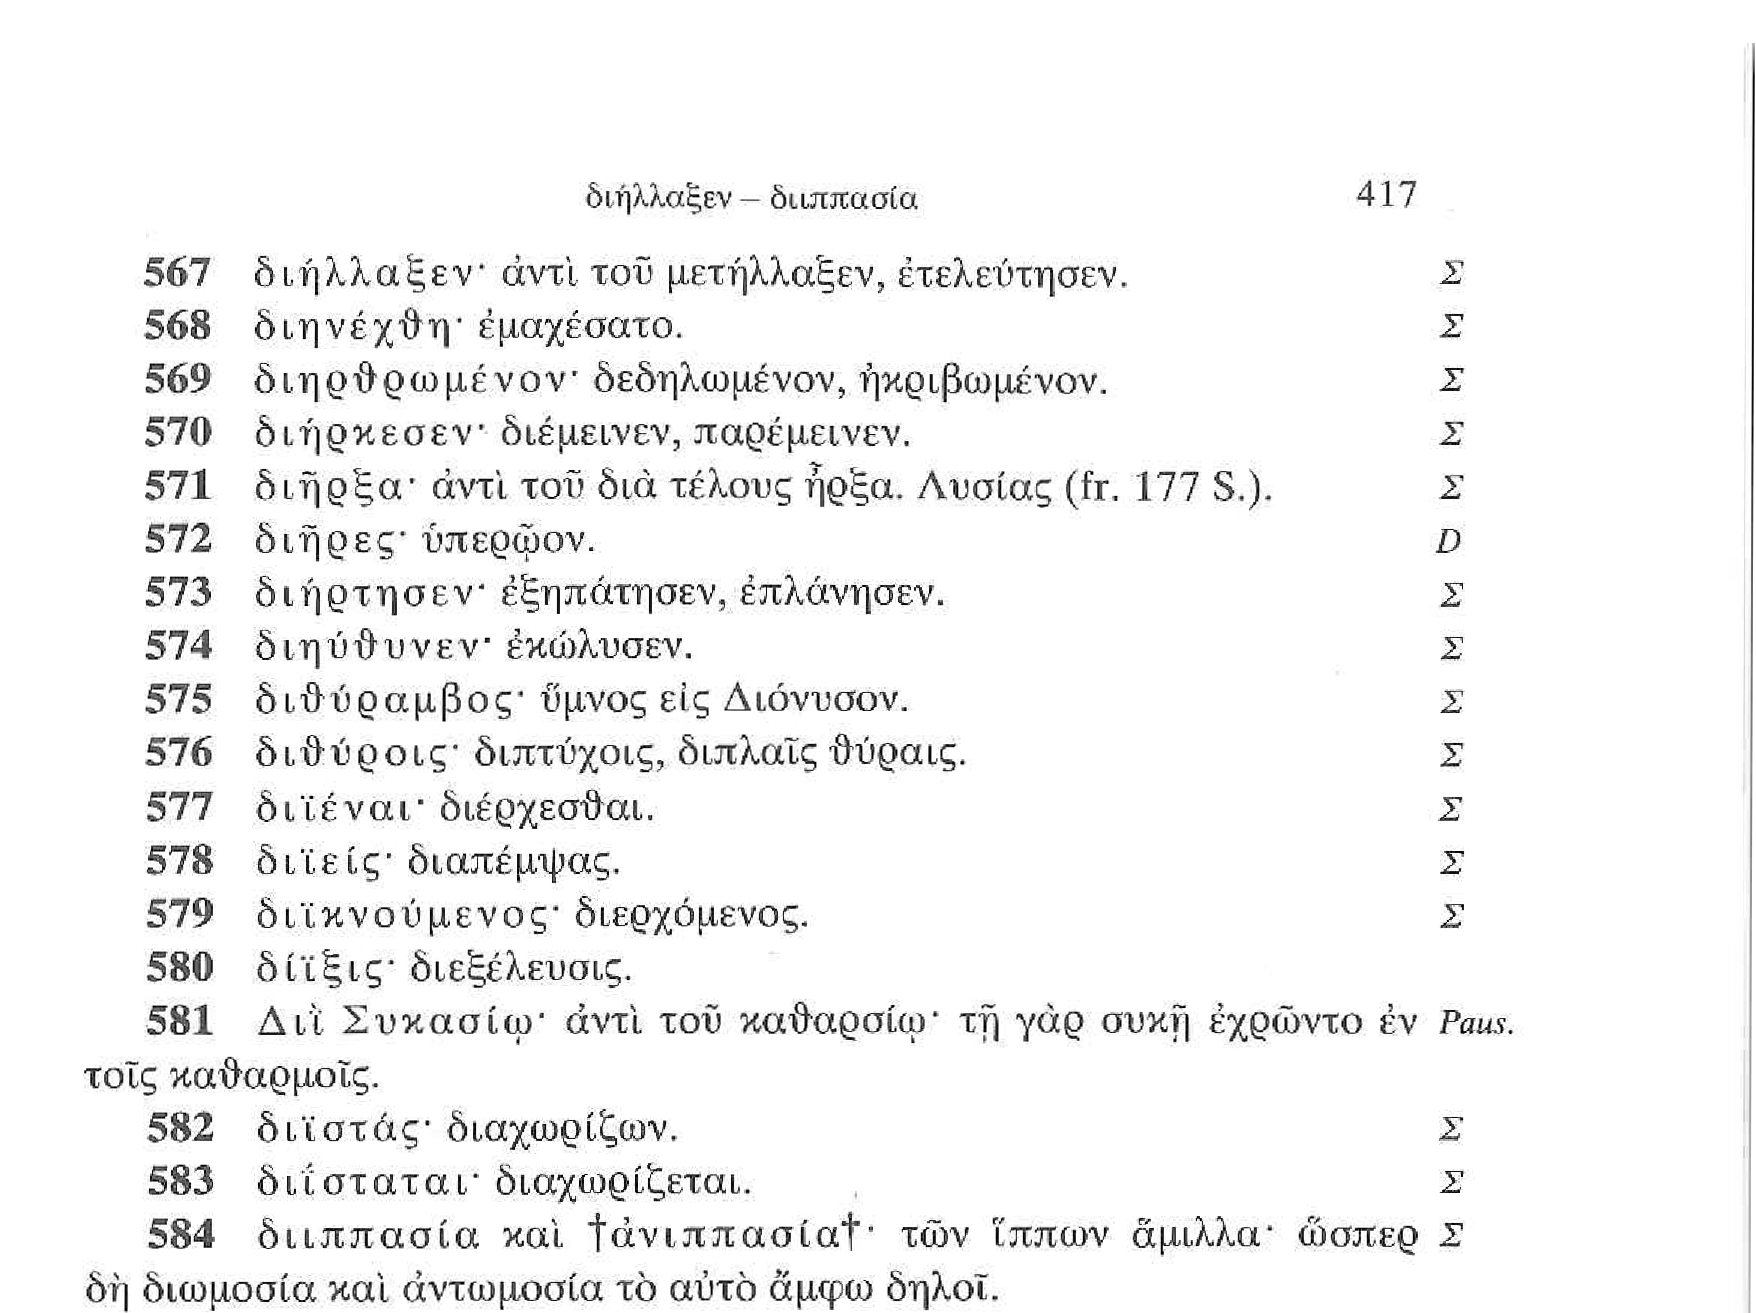 διήλλαξεν – διιππασία 417
567 διήλλαξεν· ἀντὶ τοῦ μετήλλαξεν, ἐτελεύτησεν. Σ
568 διηνέχθη· ἐμαχέσατο. Σ
569 διηρθρωμένον· δεδηλωμένον, ἠκριβωμένον. Σ
570 διήρκεσεν· διέμεινεν, παρέμεινεν. Σ
571 διῆρξα· ἀντὶ τοῦ διὰ τέλους ἦρξα. Λυσίας (fr. 177 S.). Σ
572 διῆρες· ὑπερῷον. D
573 διήρτησεν· ἐξηπάτησεν, ἐπλάνησεν. Σ
574 διηύθυνεν· ἐκώλυσεν. Σ
575 διθύραμβος· ὕμνος εἰς Διόνυσον. Σ
576 διθύροις· διπτύχοις, διπλαῖς θύραις. Σ
577 διϊέναι· διέρχεσθαι. Σ
578 διϊείς· διαπέμψας. Σ
579 διϊκνούμενος· διερχόμενος. Σ
580 δίϊξις· διεξέλευσις.
581 Διῒ Συκασίῳ· ἀντὶ τοῦ καθαρσίῳ· τῇ γὰρ συκῇ ἐχρῶντο ἐν Paus.
τοῖς καθαρμοῖς.
582 διϊστάς· διαχωρίζων. Σ
583 διΐσταται· διαχωρίζεται. Σ
584 διιππασία καὶ †ἀνιππασία†· τῶν ἵππων ἅμιλλα· ὥσπερ Σ
δὴ διωμοσία καὶ ἀντωμοσία τὸ αὐτὸ ἄμφω δηλοῖ.